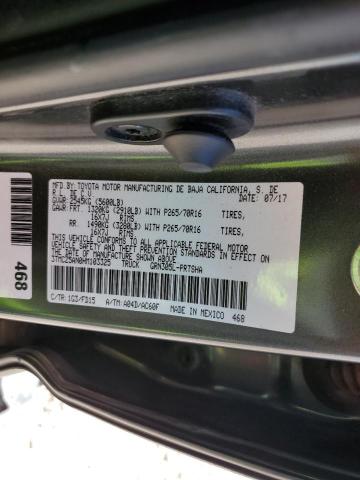 MFD. BY: TOYOTA MOTOR MANUFACTURING DE BAJA CALIFORNIA, S. DE
R. L. DE C.V. DATE: 07/17
GVWR: 2545KG (5600LB)
GAWR: FRT. 1320KG (2910LB) WITH P265/70R16 TIRES,
16X7J RIMS
RR. 1490KG (3280LB) WITH P265/70R16 TIRES,
16X7J RIMS
THIS VEHICLE CONFORMS TO ALL APPLICABLE FEDERAL MOTOR
VEHICLE SAFETY AND THEFT PREVENTION STANDARDS IN EFFECT ON
THE DATE OF MANUFACTURE SHOWN ABOVE.
3TMCZ5AN0HM103325 TRUCK GRN305L-PRTSHA
C/TR: 1G3/FD15 A/TM: A04D/AC60F MADE IN MEXICO 468
468